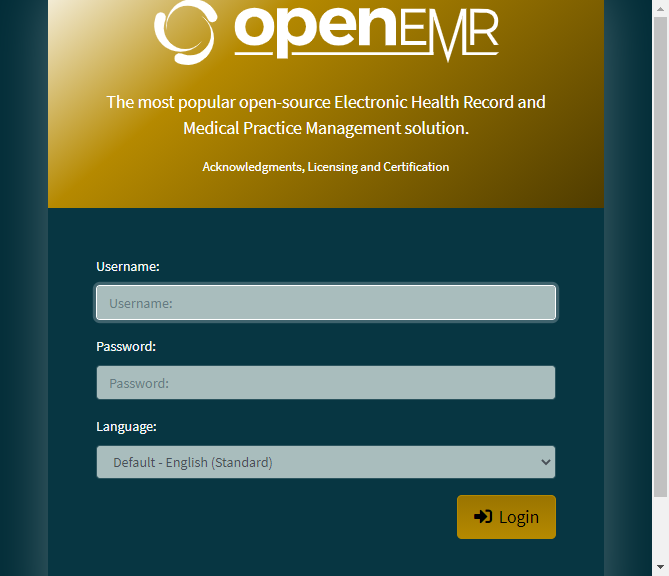 openEMR
The most popular open-source Electronic Health Record and
Medical Practice Management solution.
Acknowledgments, Licensing and Certification
Username:
Username:
Password:
Password:
Language:
Default - English (Standard)
Login